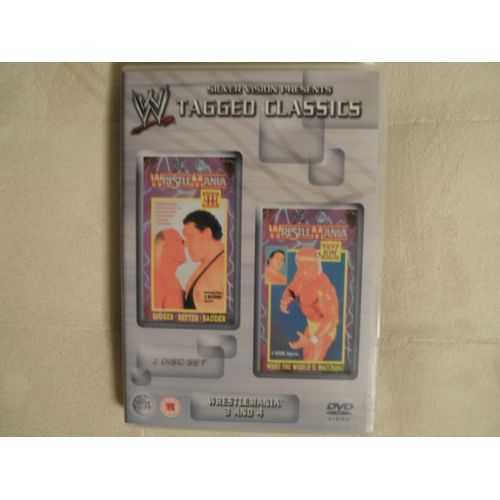 SILVER VISION PRESENTS
W TAGGED CLASSICS
WRESTLEMANIA
III
BIGGER · BETTER · BADDER
WRESTLEMANIA
IV
WHAT THE WORLD IS WATCHING
2 DISC SET
WRESTLEMANIA
3 AND 4
15
DVD
VIDEO